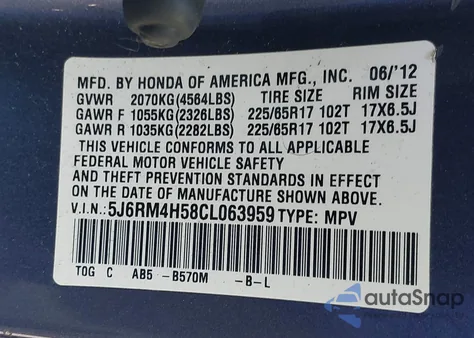 MFD. BY HONDA OF AMERICA MFG., INC. 06/'12
GVWR 2070KG(4564LBS) TIRE SIZE RIM SIZE
GAWR F 1055KG(2326LBS) 225/65R17 102T 17X6.5J
GAWR R 1035KG(2282LBS) 225/65R17 102T 17X6.5J
THIS VEHICLE CONFORMS TO ALL APPLICABLE
FEDERAL MOTOR VEHICLE SAFETY
AND THEFT PREVENTION STANDARDS IN EFFECT
ON THE DATE OF MANUFACTURE SHOWN ABOVE.
V.I.N.: 5J6RM4H58CL063959 TYPE: MPV
TOG C AB5 -B570M -B-L
autoSnap